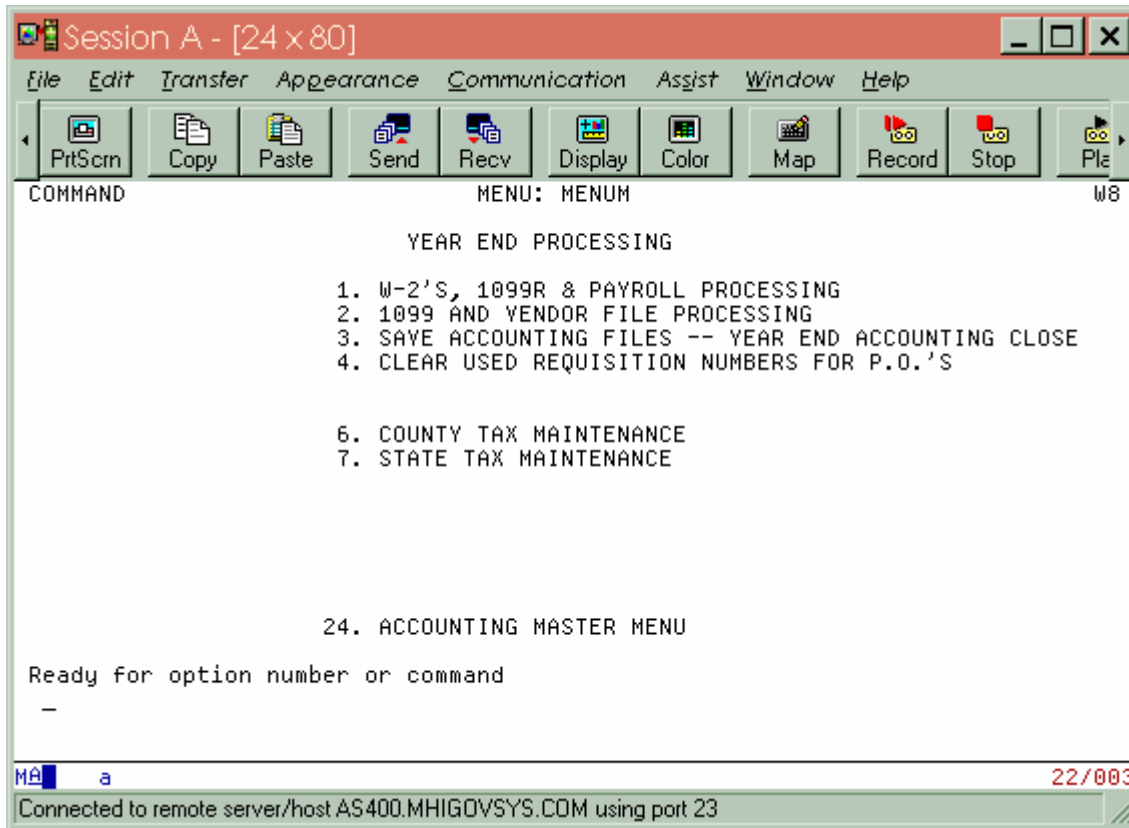 Session A - [24 x 80]
File Edit Transfer Appearance Communication Assist Window Help
PrtScrn Copy Paste Send Recv Display Color Map Record Stop Pla
COMMAND MENU: MENUM W8
YEAR END PROCESSING
1. W-2'S, 1099R & PAYROLL PROCESSING
2. 1099 AND VENDOR FILE PROCESSING
3. SAVE ACCOUNTING FILES -- YEAR END ACCOUNTING CLOSE
4. CLEAR USED REQUISITION NUMBERS FOR P.O.'S
6. COUNTY TAX MAINTENANCE
7. STATE TAX MAINTENANCE
24. ACCOUNTING MASTER MENU
Ready for option number or command
MA a 22/003
Connected to remote server/host AS400.MHIGOVSYS.COM using port 23